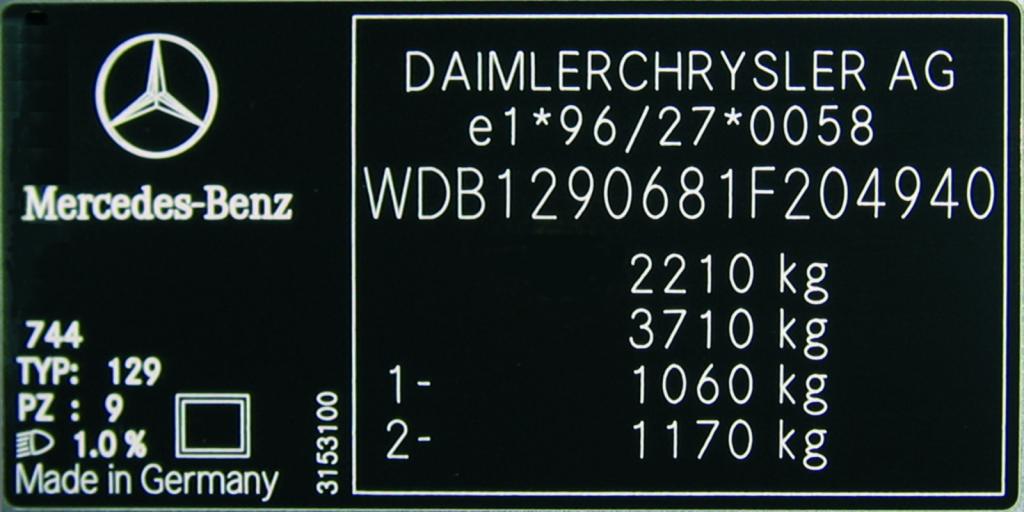 Mercedes-Benz
744
TYP: 129
PZ : 9
1.0 %
Made in Germany
3153100
DAIMLERCHRYSLER AG
e1*96/27*0058
WDB1290681F204940
2210 kg
3710 kg
1- 1060 kg
2- 1170 kg